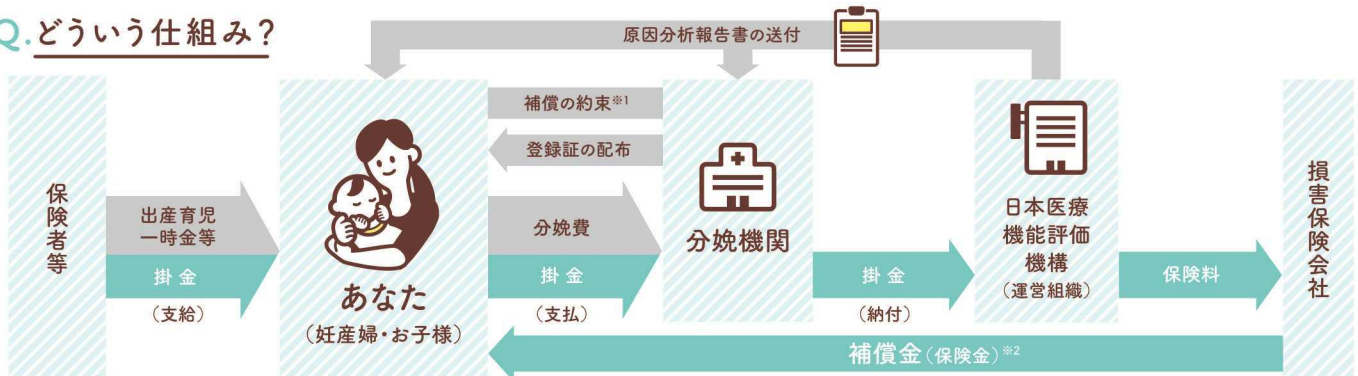 Q.どういう仕組み?
原因分析報告書の送付
保険者等
出産育児
一時金等
掛金
(支給)
あなた
(妊産婦・お子様)
補償の約束※1
登録証の配布
分娩費
掛金
(支払)
分娩機関
掛金
(納付)
日本医療
機能評価
機構
(運営組織)
保険料
損害保険会社
補償金(保険金)※2